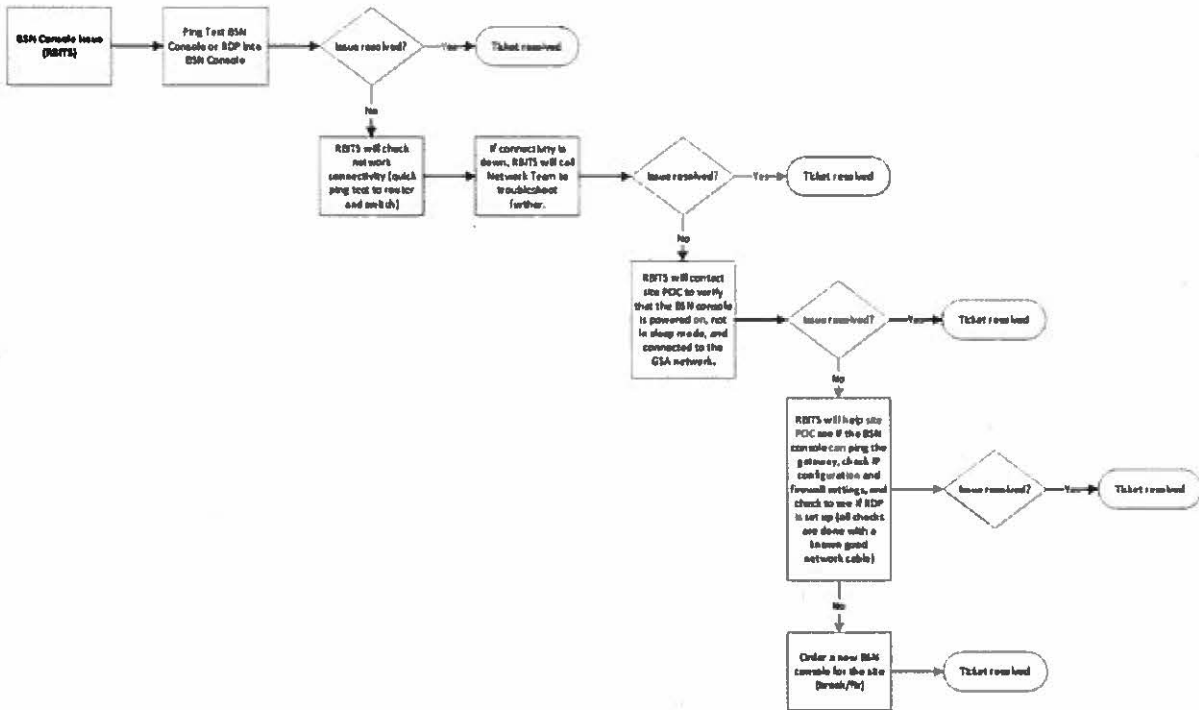 BSN Console Issue
(RBITS)
Ping Test BSN
Console or RDP into
BSN Console
Issue resolved?
Yes
Ticket resolved
No
RBITS will check
network
connectivity (quick
ping test to router
and switch)
If connectivity is
down, RBITS will call
Network Team to
troubleshoot
further.
Issue resolved?
Yes
Ticket resolved
No
RBITS will contact
site POC to verify
that the BSN console
is powered on, not
in sleep mode, and
connected to the
GSA network.
Issue resolved?
Yes
Ticket resolved
No
RBITS will help site
POC see if the BSN
console can ping the
gateway, check IP
configuration and
firewall settings, and
check to see if RDP
is set up (all checks
are done with a
known good
network cable)
Issue resolved?
Yes
Ticket resolved
No
Order a new BSN
console for the site
(break/fix)
Ticket resolved